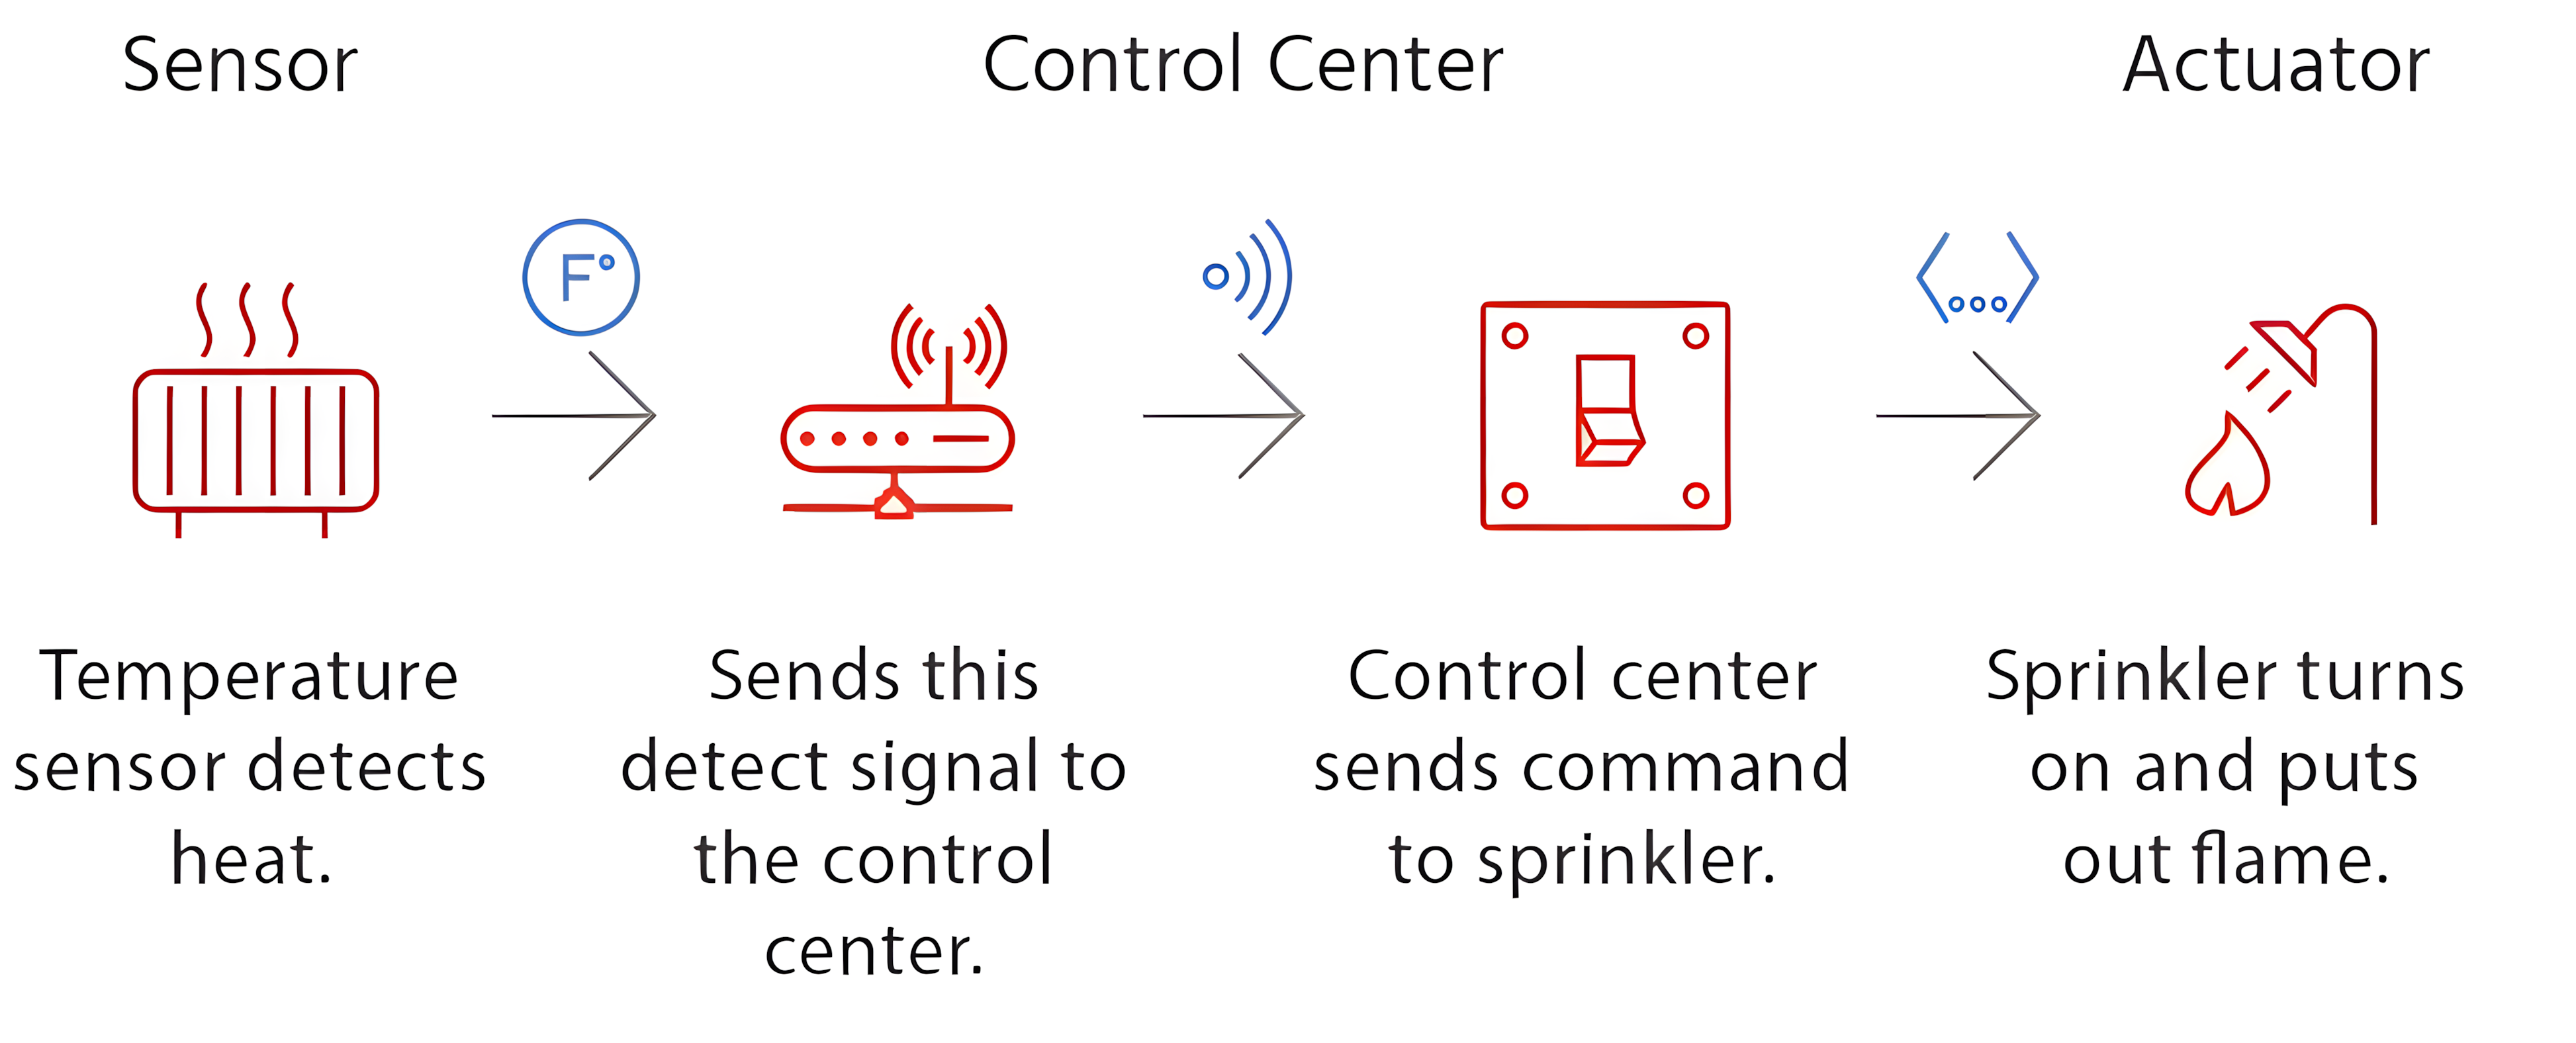 Sensor
Control Center
Actuator
F°
Temperature
sensor detects
heat.
Sends this
detect signal to
the control
center.
Control center
sends command
to sprinkler.
Sprinkler turns
on and puts
out flame.